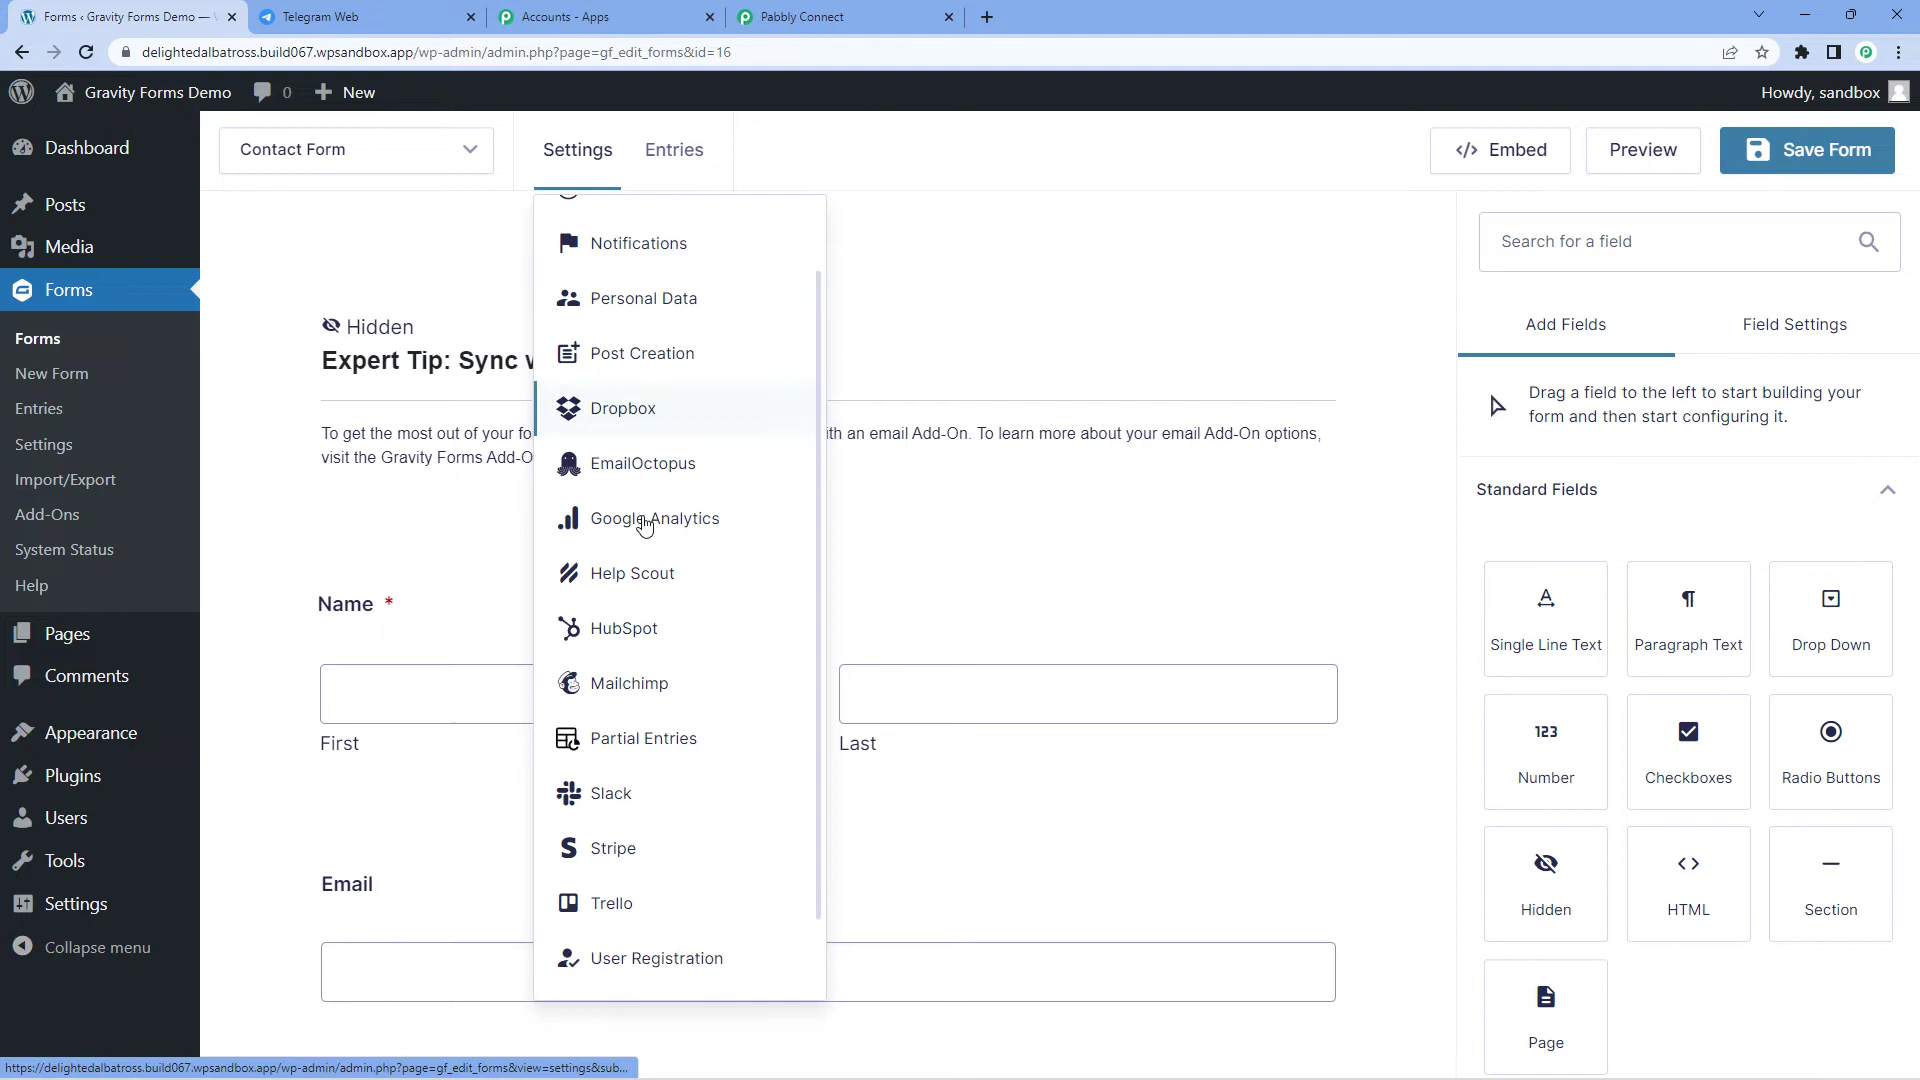 Forms ‹ Gravity Forms Demo —
Telegram Web
Accounts - Apps
Pabbly Connect
delightedalbatross.build067.wpsandbox.app/wp-admin/admin.php?page=gf_edit_forms&id=16
Gravity Forms Demo
0
New
Howdy, sandbox
Dashboard
Posts
Media
Forms
Forms
New Form
Entries
Settings
Import/Export
Add-Ons
System Status
Help
Pages
Comments
Appearance
Plugins
Users
Tools
Settings
Collapse menu
Contact Form
Settings
Entries
Embed
Preview
Save Form
Notifications
Personal Data
Post Creation
Dropbox
EmailOctopus
Google Analytics
Help Scout
HubSpot
Mailchimp
Partial Entries
Slack
Stripe
Trello
User Registration
Hidden
Expert Tip: Sync
To get the most out of your fo
ith an email Add-On. To learn more about your email Add-On options,
visit the Gravity Forms Add-O
Name *
First
Last
Email
Search for a field
Add Fields
Field Settings
Drag a field to the left to start building your
form and then start configuring it.
Standard Fields
Single Line Text
Paragraph Text
Drop Down
123
Number
Checkboxes
Radio Buttons
Hidden
HTML
Section
Page
https://delightedalbatross.build067.wpsandbox.app/wp-admin/admin.php?page=gf_edit_forms&view=settings&sub...